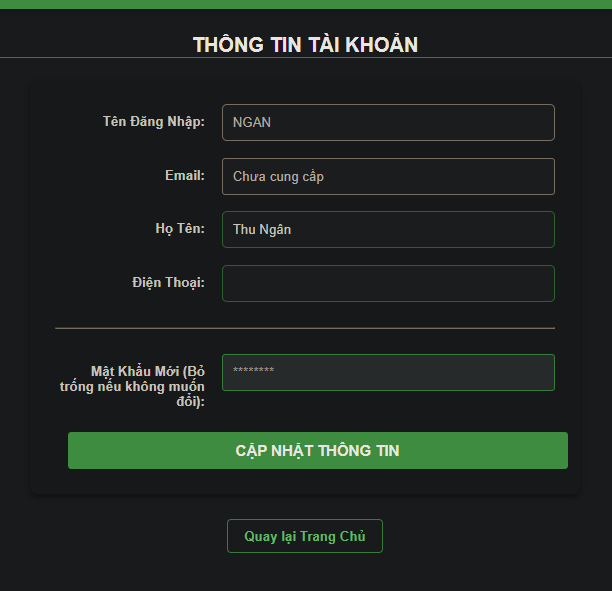 THÔNG TIN TÀI KHOẢN
Tên Đăng Nhập: NGAN
Email: Chưa cung cấp
Họ Tên: Thu Ngân
Điện Thoại:
Mật Khẩu Mới (Bỏ
trống nếu không muốn
đổi):
********
CẬP NHẬT THÔNG TIN
Quay lại Trang Chủ